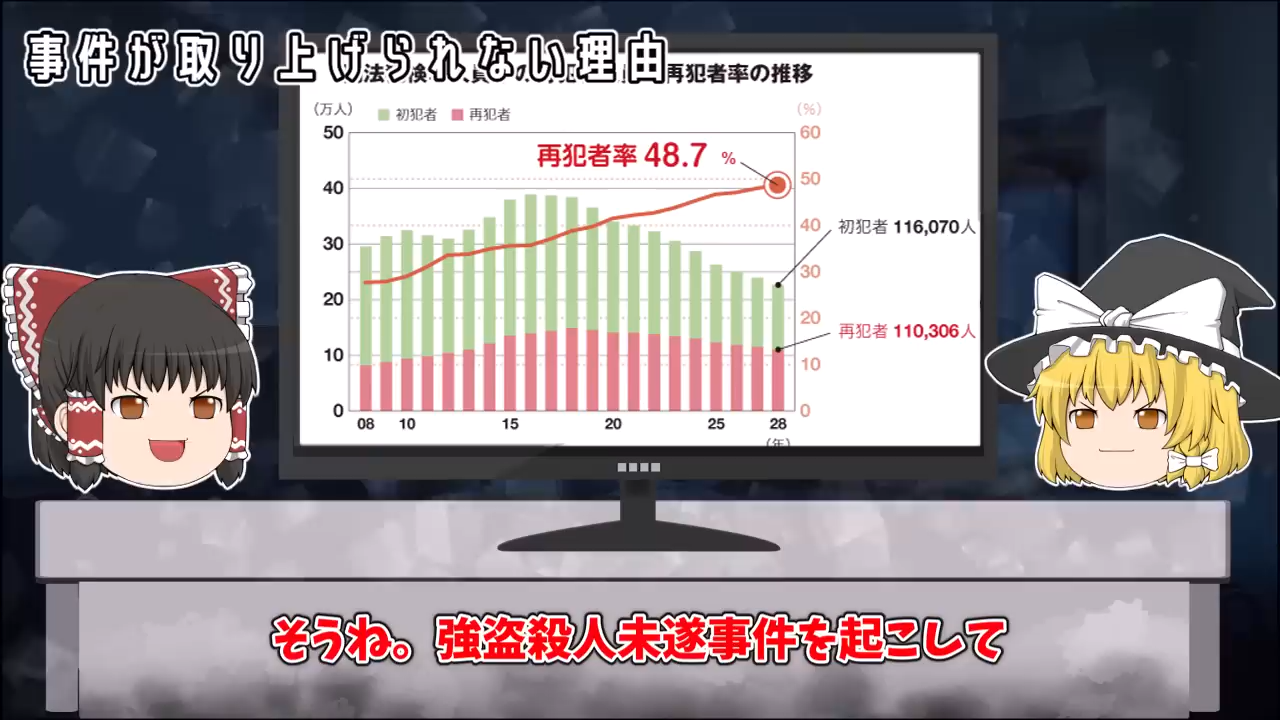 事件が取り上げられない理由
再犯者率の推移
(万人)
初犯者
再犯者
(%)
50
40
30
20
10
0
60
50
40
30
20
10
0
再犯者率 48.7 %
初犯者 116,070人
再犯者 110,306人
08 10 15 20 25 28
(年)
そうね。強盗殺人未遂事件を起こして